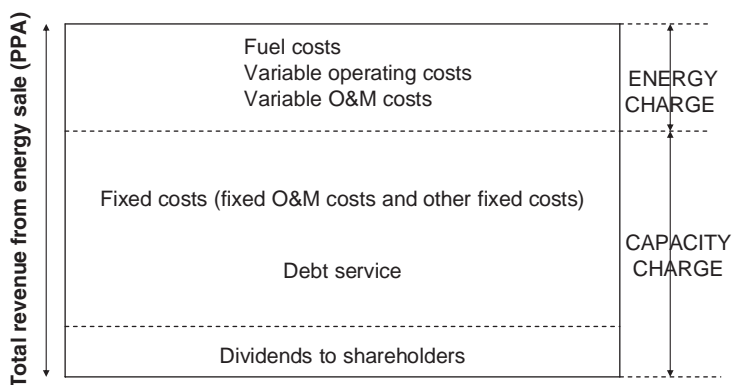 Total revenue from energy sale (PPA)
Fuel costs
Variable operating costs
Variable O&M costs
ENERGY
CHARGE
Fixed costs (fixed O&M costs and other fixed costs)
Debt service
CAPACITY
CHARGE
Dividends to shareholders